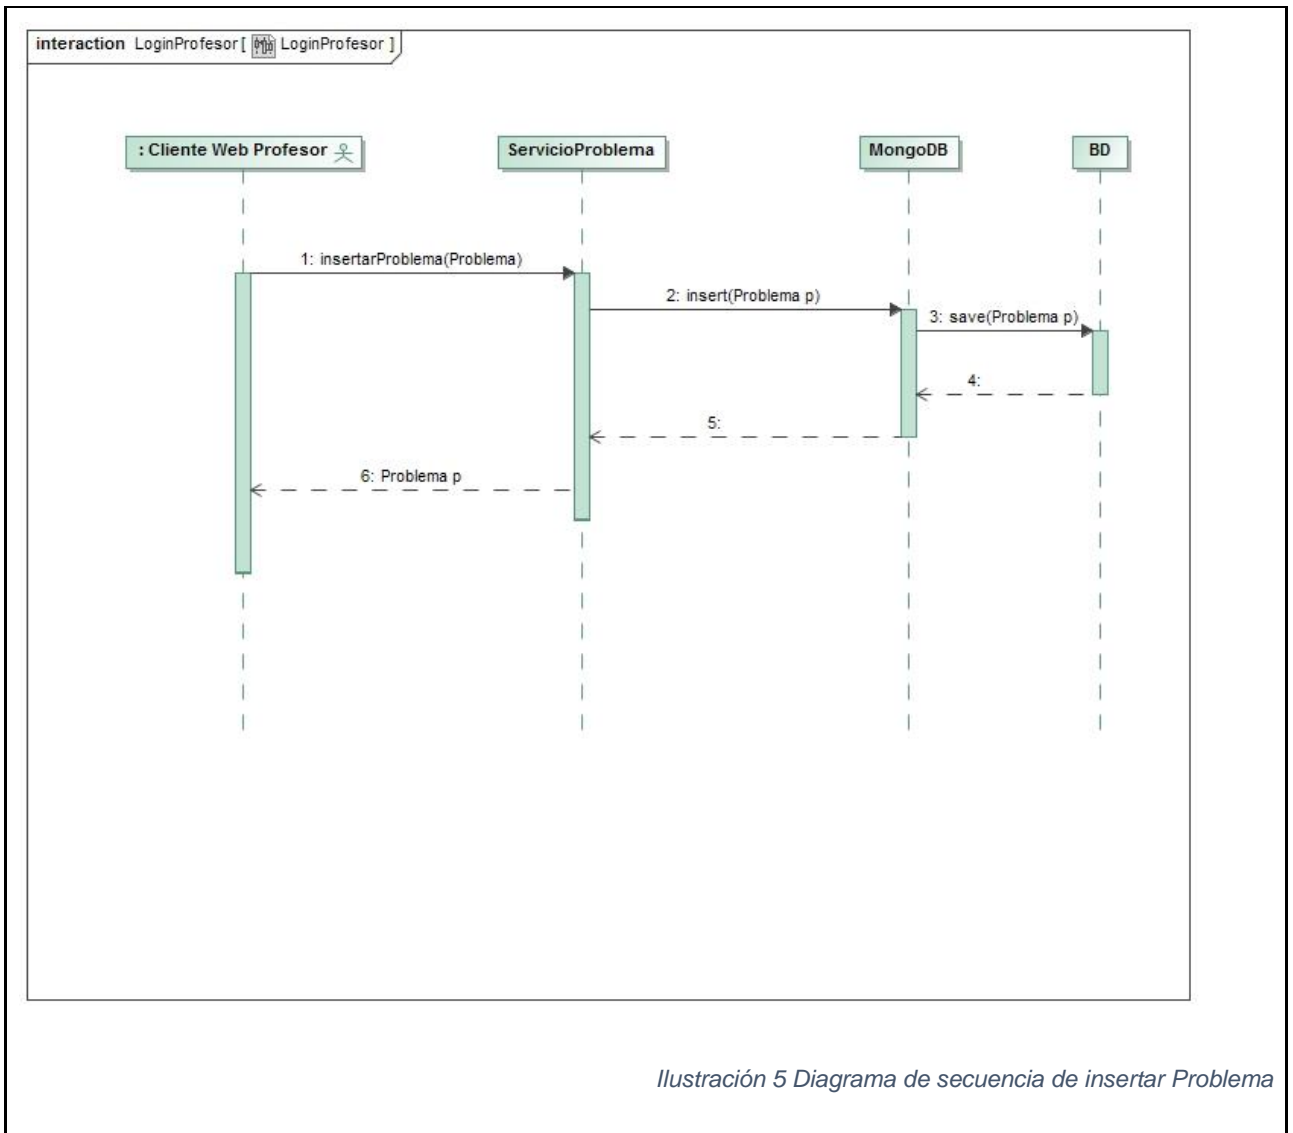 interaction LoginProfesor[ LoginProfesor ]
: Cliente Web Profesor
ServicioProblema
MongoDB
BD
1: insertarProblema(Problema)
2: insert(Problema p)
3: save(Problema p)
4:
5:
6: Problema p
Ilustración 5 Diagrama de secuencia de insertar Problema